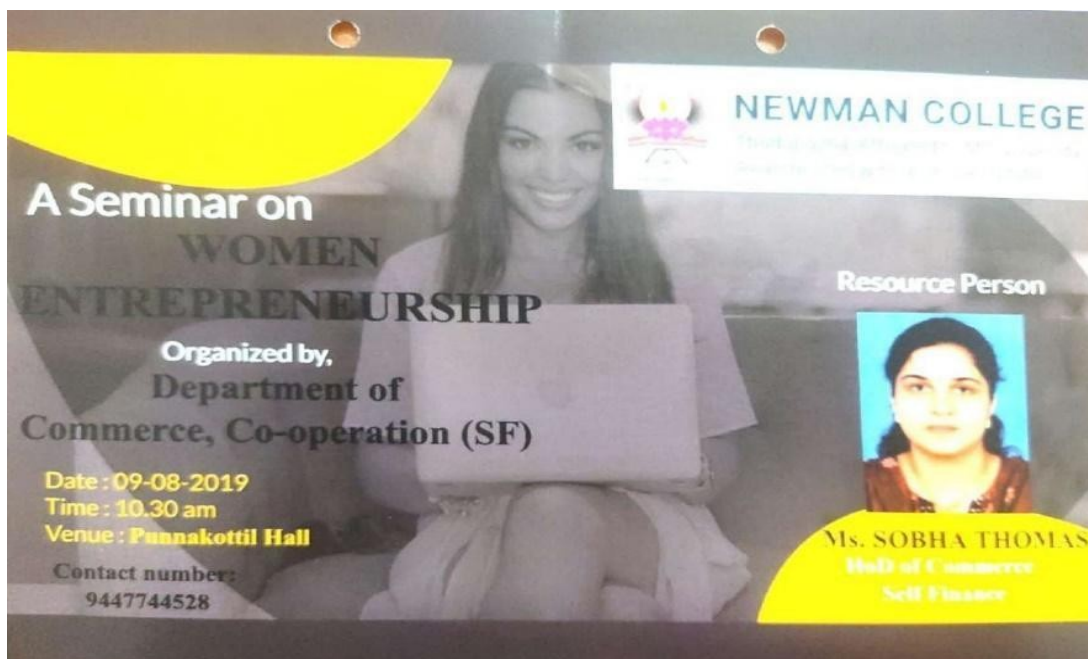 NEWMAN COLLEGE
A Seminar on
WOMEN
ENTREPRENEURSHIP
Organized by,
Department of
Commerce, Co-operation (SF)
Date : 09-08-2019
Time : 10.30 am
Venue : Punnakottil Hall
Contact number:
9447744528
Resource Person
Ms. SOBHA THOMAS
HoD of Commerce
Self Finance